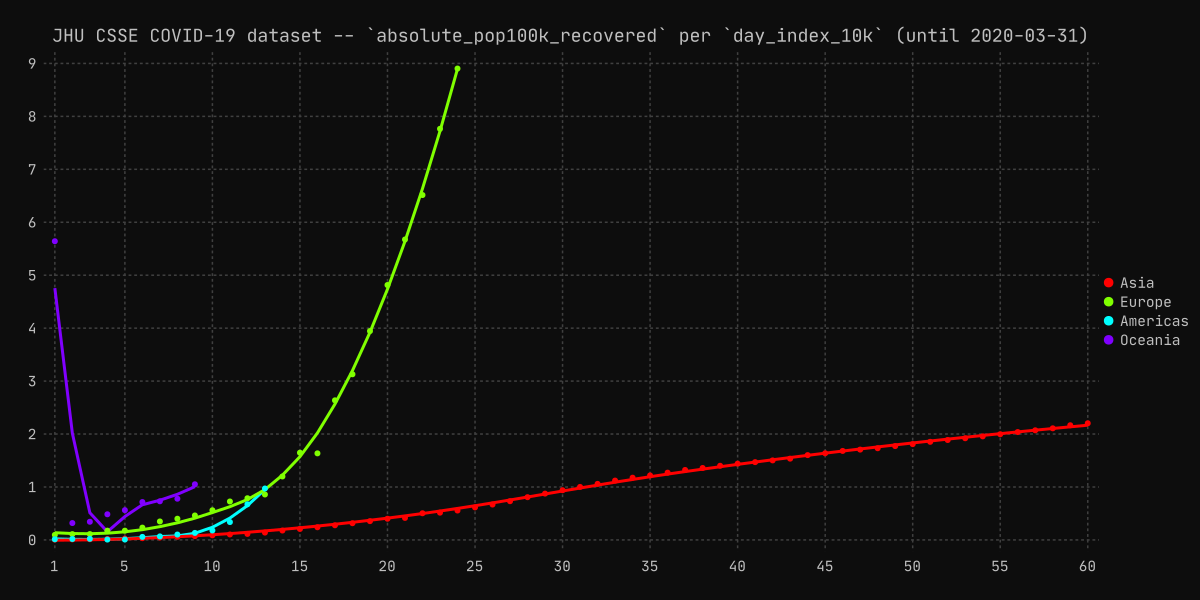 JHU CSSE COVID-19 dataset -- `absolute_pop100k_recovered` per `day_index_10k` (until 2020-03-31)
9
8
7
6
5
4
3
2
1
0
1 5 10 15 20 25 30 35 40 45 50 55 60
Asia
Europe
Americas
Oceania